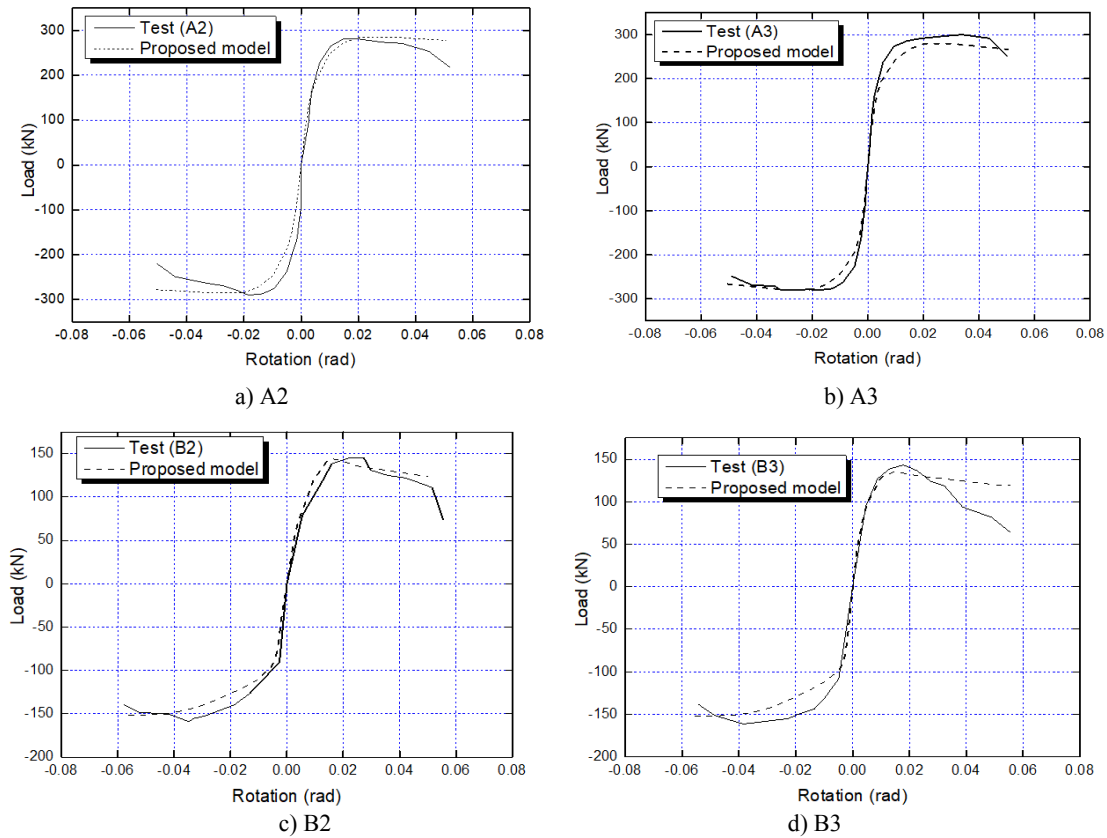 Test (A2)
Proposed model
300
200
100
0
-100
-200
-300
Load (kN)
-0.08 -0.06 -0.04 -0.02 0.00 0.02 0.04 0.06 0.08
Rotation (rad)
a) A2
Test (A3)
Proposed model
300
200
100
0
-100
-200
-300
Load (kN)
-0.08 -0.06 -0.04 -0.02 0.00 0.02 0.04 0.06 0.08
Rotation (rad)
b) A3
Test (B2)
Proposed model
150
100
50
0
-50
-100
-150
-200
Load (kN)
-0.08 -0.06 -0.04 -0.02 0.00 0.02 0.04 0.06 0.08
Rotation (rad)
c) B2
Test (B3)
Proposed model
150
100
50
0
-50
-100
-150
-200
Load (kN)
-0.08 -0.06 -0.04 -0.02 0.00 0.02 0.04 0.06 0.08
Rotation (rad)
d) B3